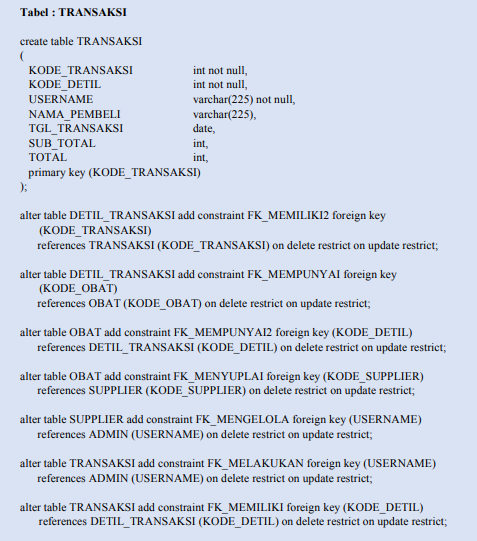 Tabel : TRANSAKSI
create table TRANSAKSI
(
KODE_TRANSAKSI int not null,
KODE_DETIL int not null,
USERNAME varchar(225) not null,
NAMA_PEMBELI varchar(225),
TGL_TRANSAKSI date,
SUB_TOTAL int,
TOTAL int,
primary key (KODE_TRANSAKSI)
);
alter table DETIL_TRANSAKSI add constraint FK_MEMILIKI2 foreign key
(KODE_TRANSAKSI)
references TRANSAKSI (KODE_TRANSAKSI) on delete restrict on update restrict;
alter table DETIL_TRANSAKSI add constraint FK_MEMPUNYAI foreign key
(KODE_OBAT)
references OBAT (KODE_OBAT) on delete restrict on update restrict;
alter table OBAT add constraint FK_MEMPUNYAI2 foreign key (KODE_DETIL)
references DETIL_TRANSAKSI (KODE_DETIL) on delete restrict on update restrict;
alter table OBAT add constraint FK_MENYUPLAI foreign key (KODE_SUPPLIER)
references SUPPLIER (KODE_SUPPLIER) on delete restrict on update restrict;
alter table SUPPLIER add constraint FK_MENGELOLA foreign key (USERNAME)
references ADMIN (USERNAME) on delete restrict on update restrict;
alter table TRANSAKSI add constraint FK_MELAKUKAN foreign key (USERNAME)
references ADMIN (USERNAME) on delete restrict on update restrict;
alter table TRANSAKSI add constraint FK_MEMILIKI foreign key (KODE_DETIL)
references DETIL_TRANSAKSI (KODE_DETIL) on delete restrict on update restrict;